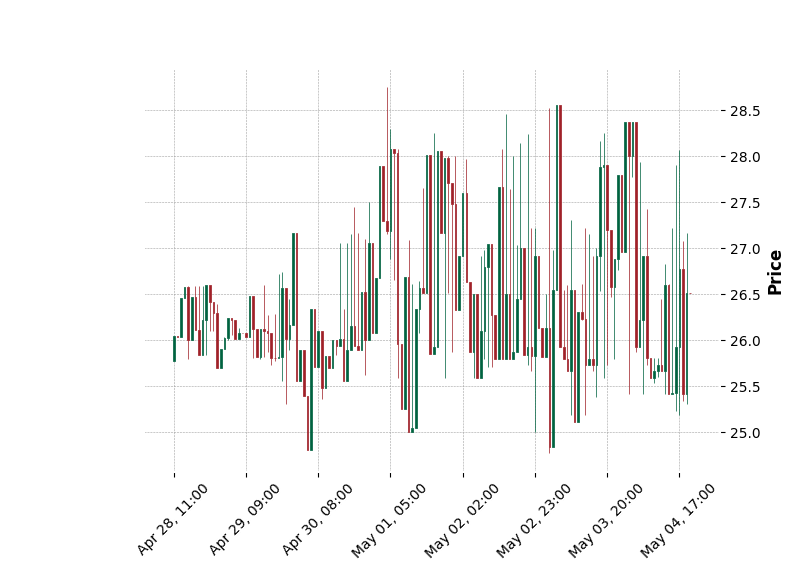 28.5
28.0
27.5
27.0
26.5
26.0
25.5
25.0
Price
Apr 28, 11:00
Apr 29, 09:00
Apr 30, 08:00
May 01, 05:00
May 02, 02:00
May 02, 23:00
May 03, 20:00
May 04, 17:00